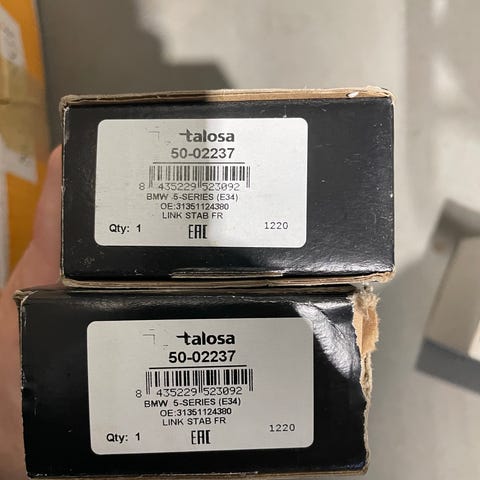 talosa
50-02237
8 435229 523092
BMW 5-SERIES (E34)
OE:31351124380
LINK STAB FR
Qty: 1 EAC 1220
talosa
50-02237
8 435229 523092
BMW 5-SERIES (E34)
OE:31351124380
LINK STAB FR
Qty: 1 EAC 1220